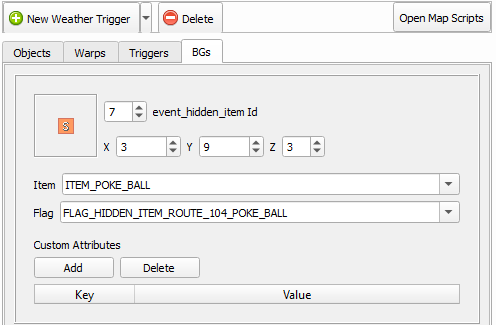 New Weather Trigger Delete Open Map Scripts
Objects Warps Triggers BGs
S
7 event_hidden_item Id
X 3 Y 9 Z 3
Item ITEM_POKE_BALL
Flag FLAG_HIDDEN_ITEM_ROUTE_104_POKE_BALL
Custom Attributes
Add Delete
Key Value